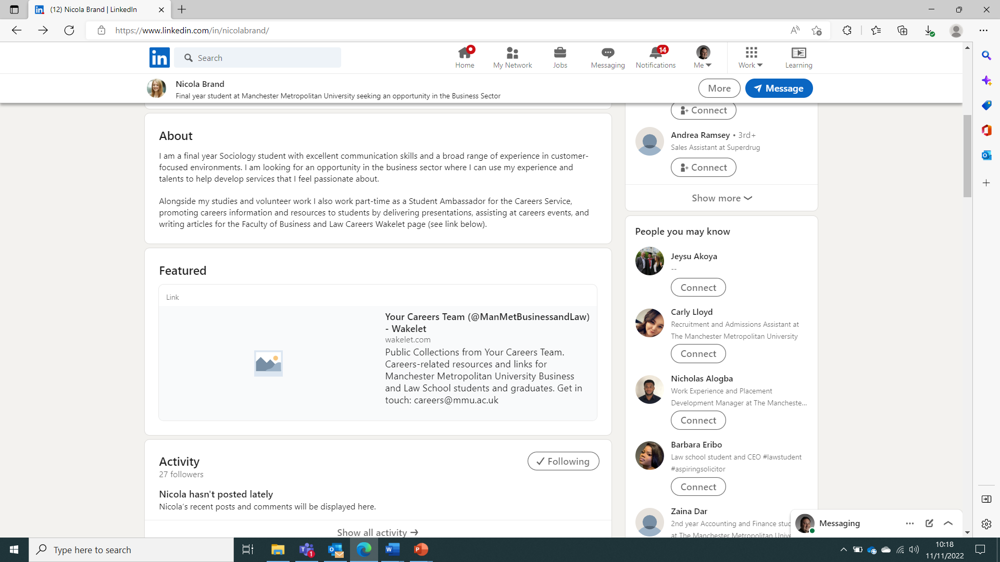 (12) Nicola Brand | LinkedIn
https://www.linkedin.com/in/nicolabrand/
in
Search
Home
My Network
Jobs
Messaging
14
Notifications
Me
Work
Learning
Nicola Brand
Final year student at Manchester Metropolitan University seeking an opportunity in the Business Sector
More
Message
About
I am a final year Sociology student with excellent communication skills and a broad range of experience in customer-
focused environments. I am looking for an opportunity in the business sector where I can use my experience and
talents to help develop services that I feel passionate about.
Alongside my studies and volunteer work I also work part-time as a Student Ambassador for the Careers Service,
promoting careers information and resources to students by delivering presentations, assisting at careers events, and
writing articles for the Faculty of Business and Law Careers Wakelet page (see link below).
Featured
Link
Your Careers Team (@ManMetBusinessandLaw)
- Wakelet
wakelet.com
Public Collections from Your Careers Team.
Careers-related resources and links for
Manchester Metropolitan University Business
and Law School students and graduates. Get in
touch: careers@mmu.ac.uk
Activity
27 followers
Following
Nicola hasn't posted lately
Nicola's recent posts and comments will be displayed here.
Show all activity →
Connect
Andrea Ramsey • 3rd+
Sales Assistant at Superdrug
Connect
Show more
People you may know
Jeysu Akoya
--
Connect
Carly Lloyd
Recruitment and Admissions Assistant at
The Manchester Metropolitan University
Connect
Nicholas Alogba
Work Experience and Placement
Development Manager at The Mancheste...
Connect
Barbara Eribo
Law school student and CEO #lawstudent
#aspiringsolicitor
Connect
Zaina Dar
2nd year Accounting and Finance stu
at The Manchester Metropolitan Unive
Messaging
Type here to search
1
10:18
11/11/2022